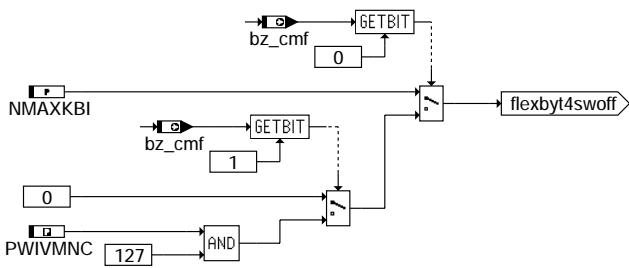 GETBIT
bz_cmf
0
NMAXKBI
flexbyt4swoff
GETBIT
bz_cmf
1
0
PWIVMNC
AND
127